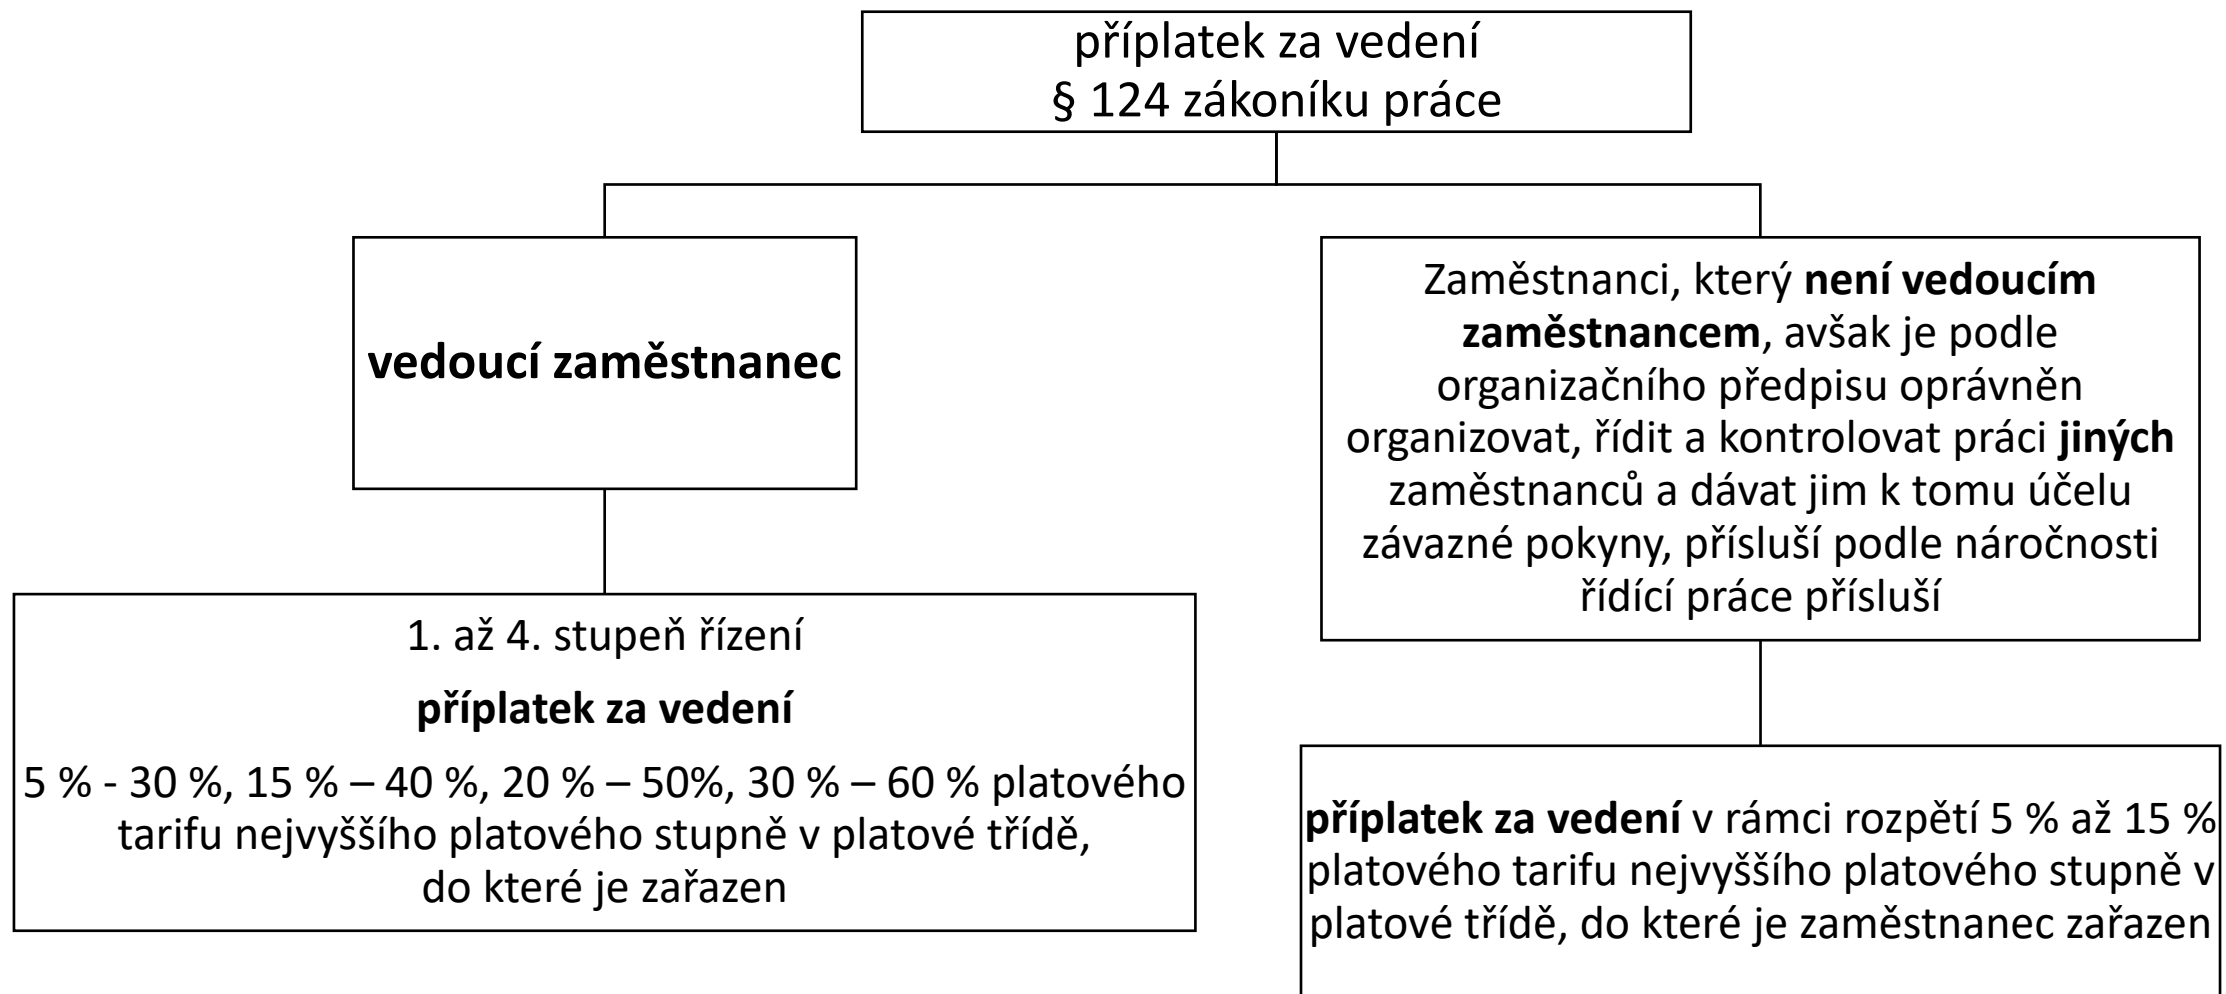 příplatek za vedení
§ 124 zákoníku práce
vedoucí zaměstnanec
Zaměstnanci, který není vedoucím
zaměstnancem, avšak je podle
organizačního předpisu oprávněn
organizovat, řídit a kontrolovat práci jiných
zaměstnanců a dávat jim k tomu účelu
závazné pokyny, přísluší podle náročnosti
řídící práce přísluší
1. až 4. stupeň řízení
příplatek za vedení
5 % - 30 %, 15 % – 40 %, 20 % – 50%, 30 % – 60 % platového
tarifu nejvyššího platového stupně v platové třídě,
do které je zařazen
příplatek za vedení v rámci rozpětí 5 % až 15 %
platového tarifu nejvyššího platového stupně v
platové třídě, do které je zaměstnanec zařazen